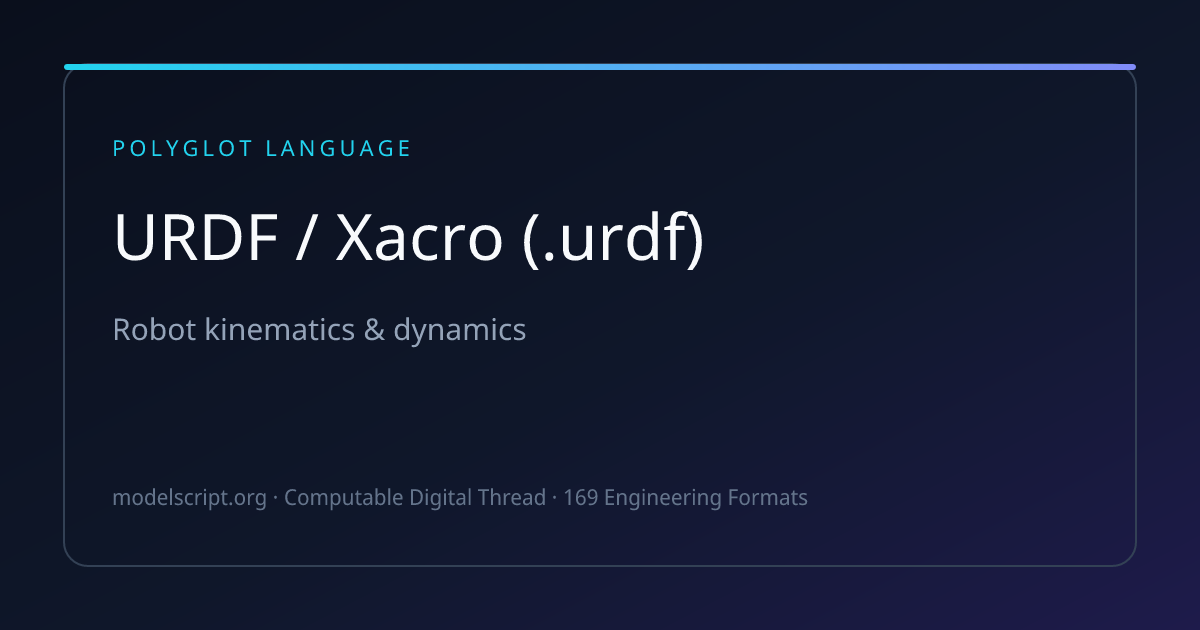 POLYGLOT LANGUAGE
URDF / Xacro (.urdf)
Robot kinematics & dynamics
modelscript.org · Computable Digital Thread · 169 Engineering Formats